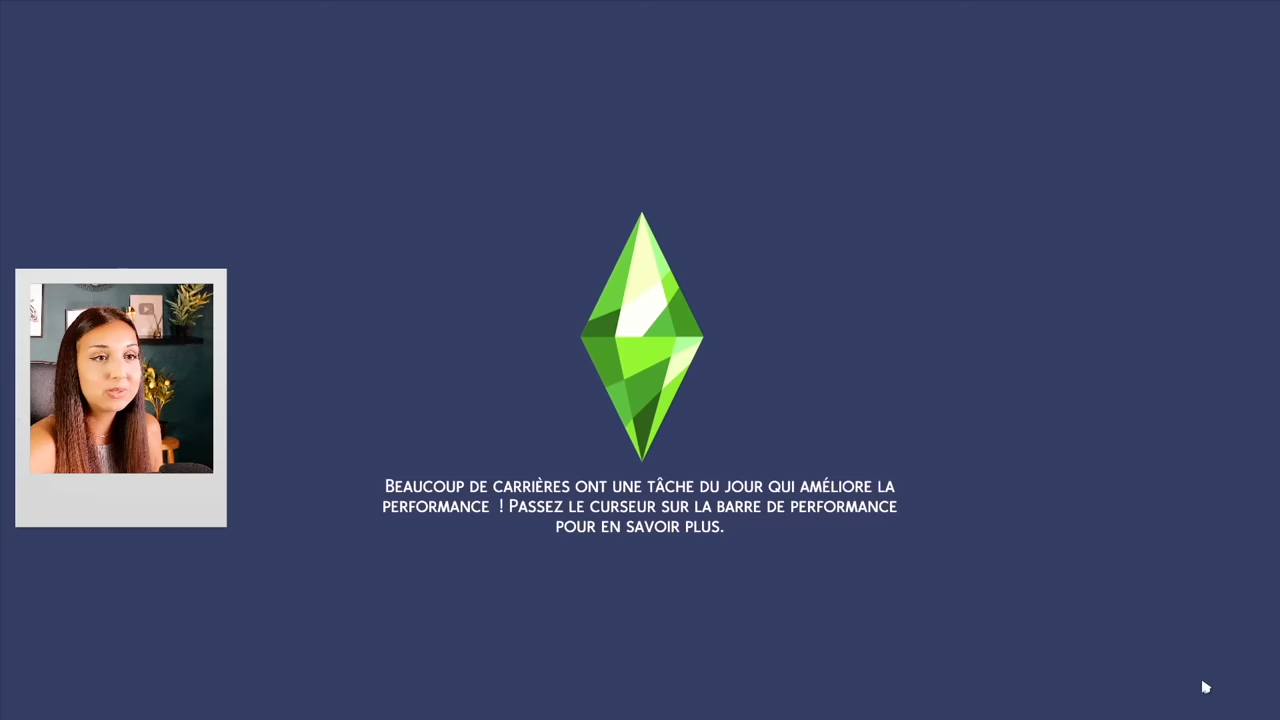 Beaucoup de carrières ont une tâche du jour qui améliore la
performance  ! Passez le curseur sur la barre de performance
pour en savoir plus.